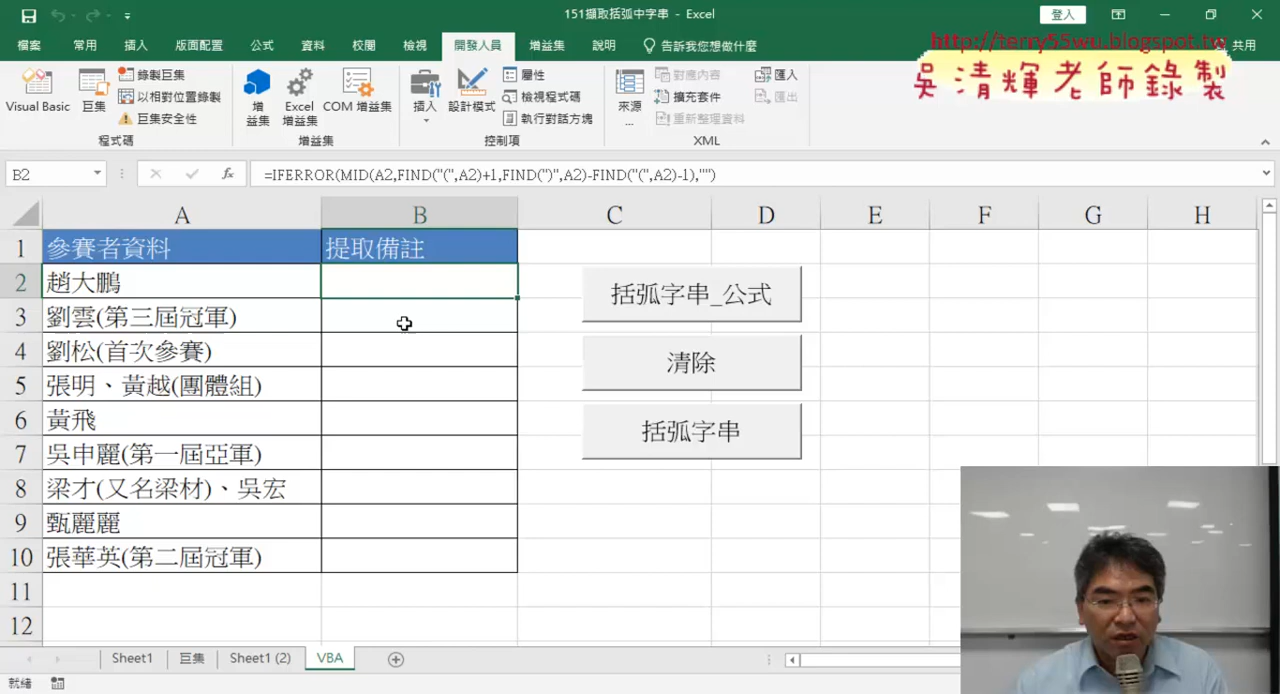 151擷取括弧中字串 - Excel
登入
檔案 常用 插入 版面配置 公式 資料 校閱 檢視 開發人員 增益集 說明 告訴我您想做什麼 共用
http://terry55wu.blogspot.tw
吳清輝老師錄製
Visual Basic
巨集
錄製巨集
以相對位置錄製
巨集安全性
程式碼
增益集
Excel 增益集
COM 增益集
增益集
插入
設計模式
屬性
檢視程式碼
執行對話方塊
控制項
來源
...
對應內容
擴充套件
重新整理資料
匯入
匯出
XML
B2
fx
=IFERROR(MID(A2,FIND("(",A2)+1,FIND(")",A2)-FIND("(",A2)-1),"")
A B C D E F G H
1 參賽者資料 提取備註
2 趙大鵬
3 劉雲(第三屆冠軍)
4 劉松(首次參賽)
5 張明、黃越(團體組)
6 黃飛
7 吳申麗(第一屆亞軍)
8 梁才(又名梁材)、吳宏
9 甄麗麗
10 張華英(第二屆冠軍)
11
12
括弧字串_公式
清除
括弧字串
Sheet1 巨集 Sheet1 (2) VBA
就緒